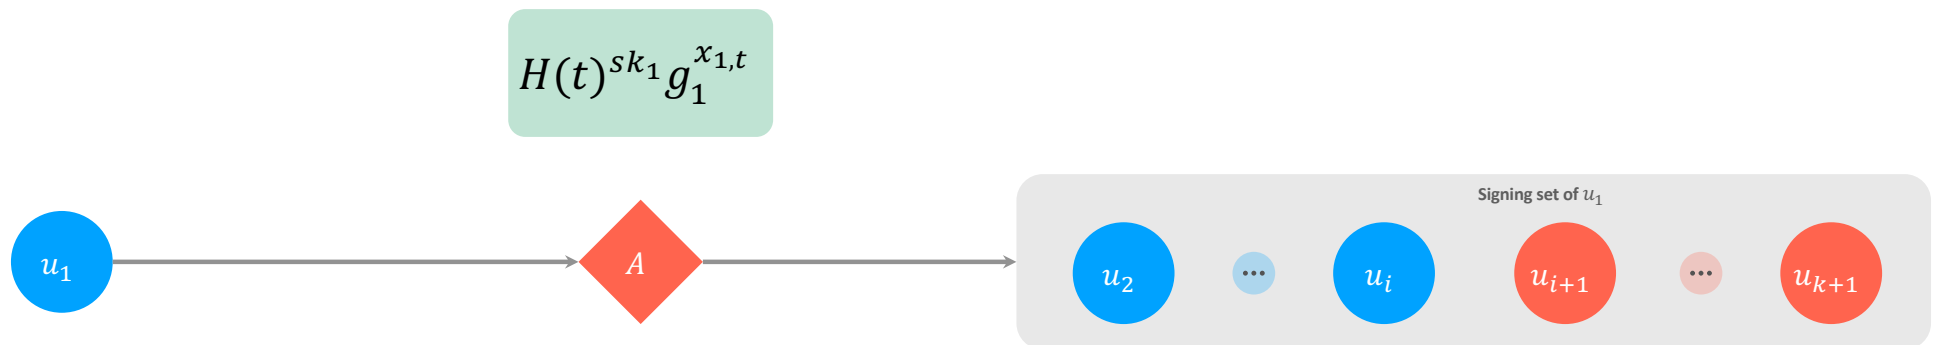 H(t)^{sk_1} g_1^{x_{1,t}}
Signing set of u_1
u_1
A
u_2
...
u_i
u_{i+1}
...
u_{k+1}